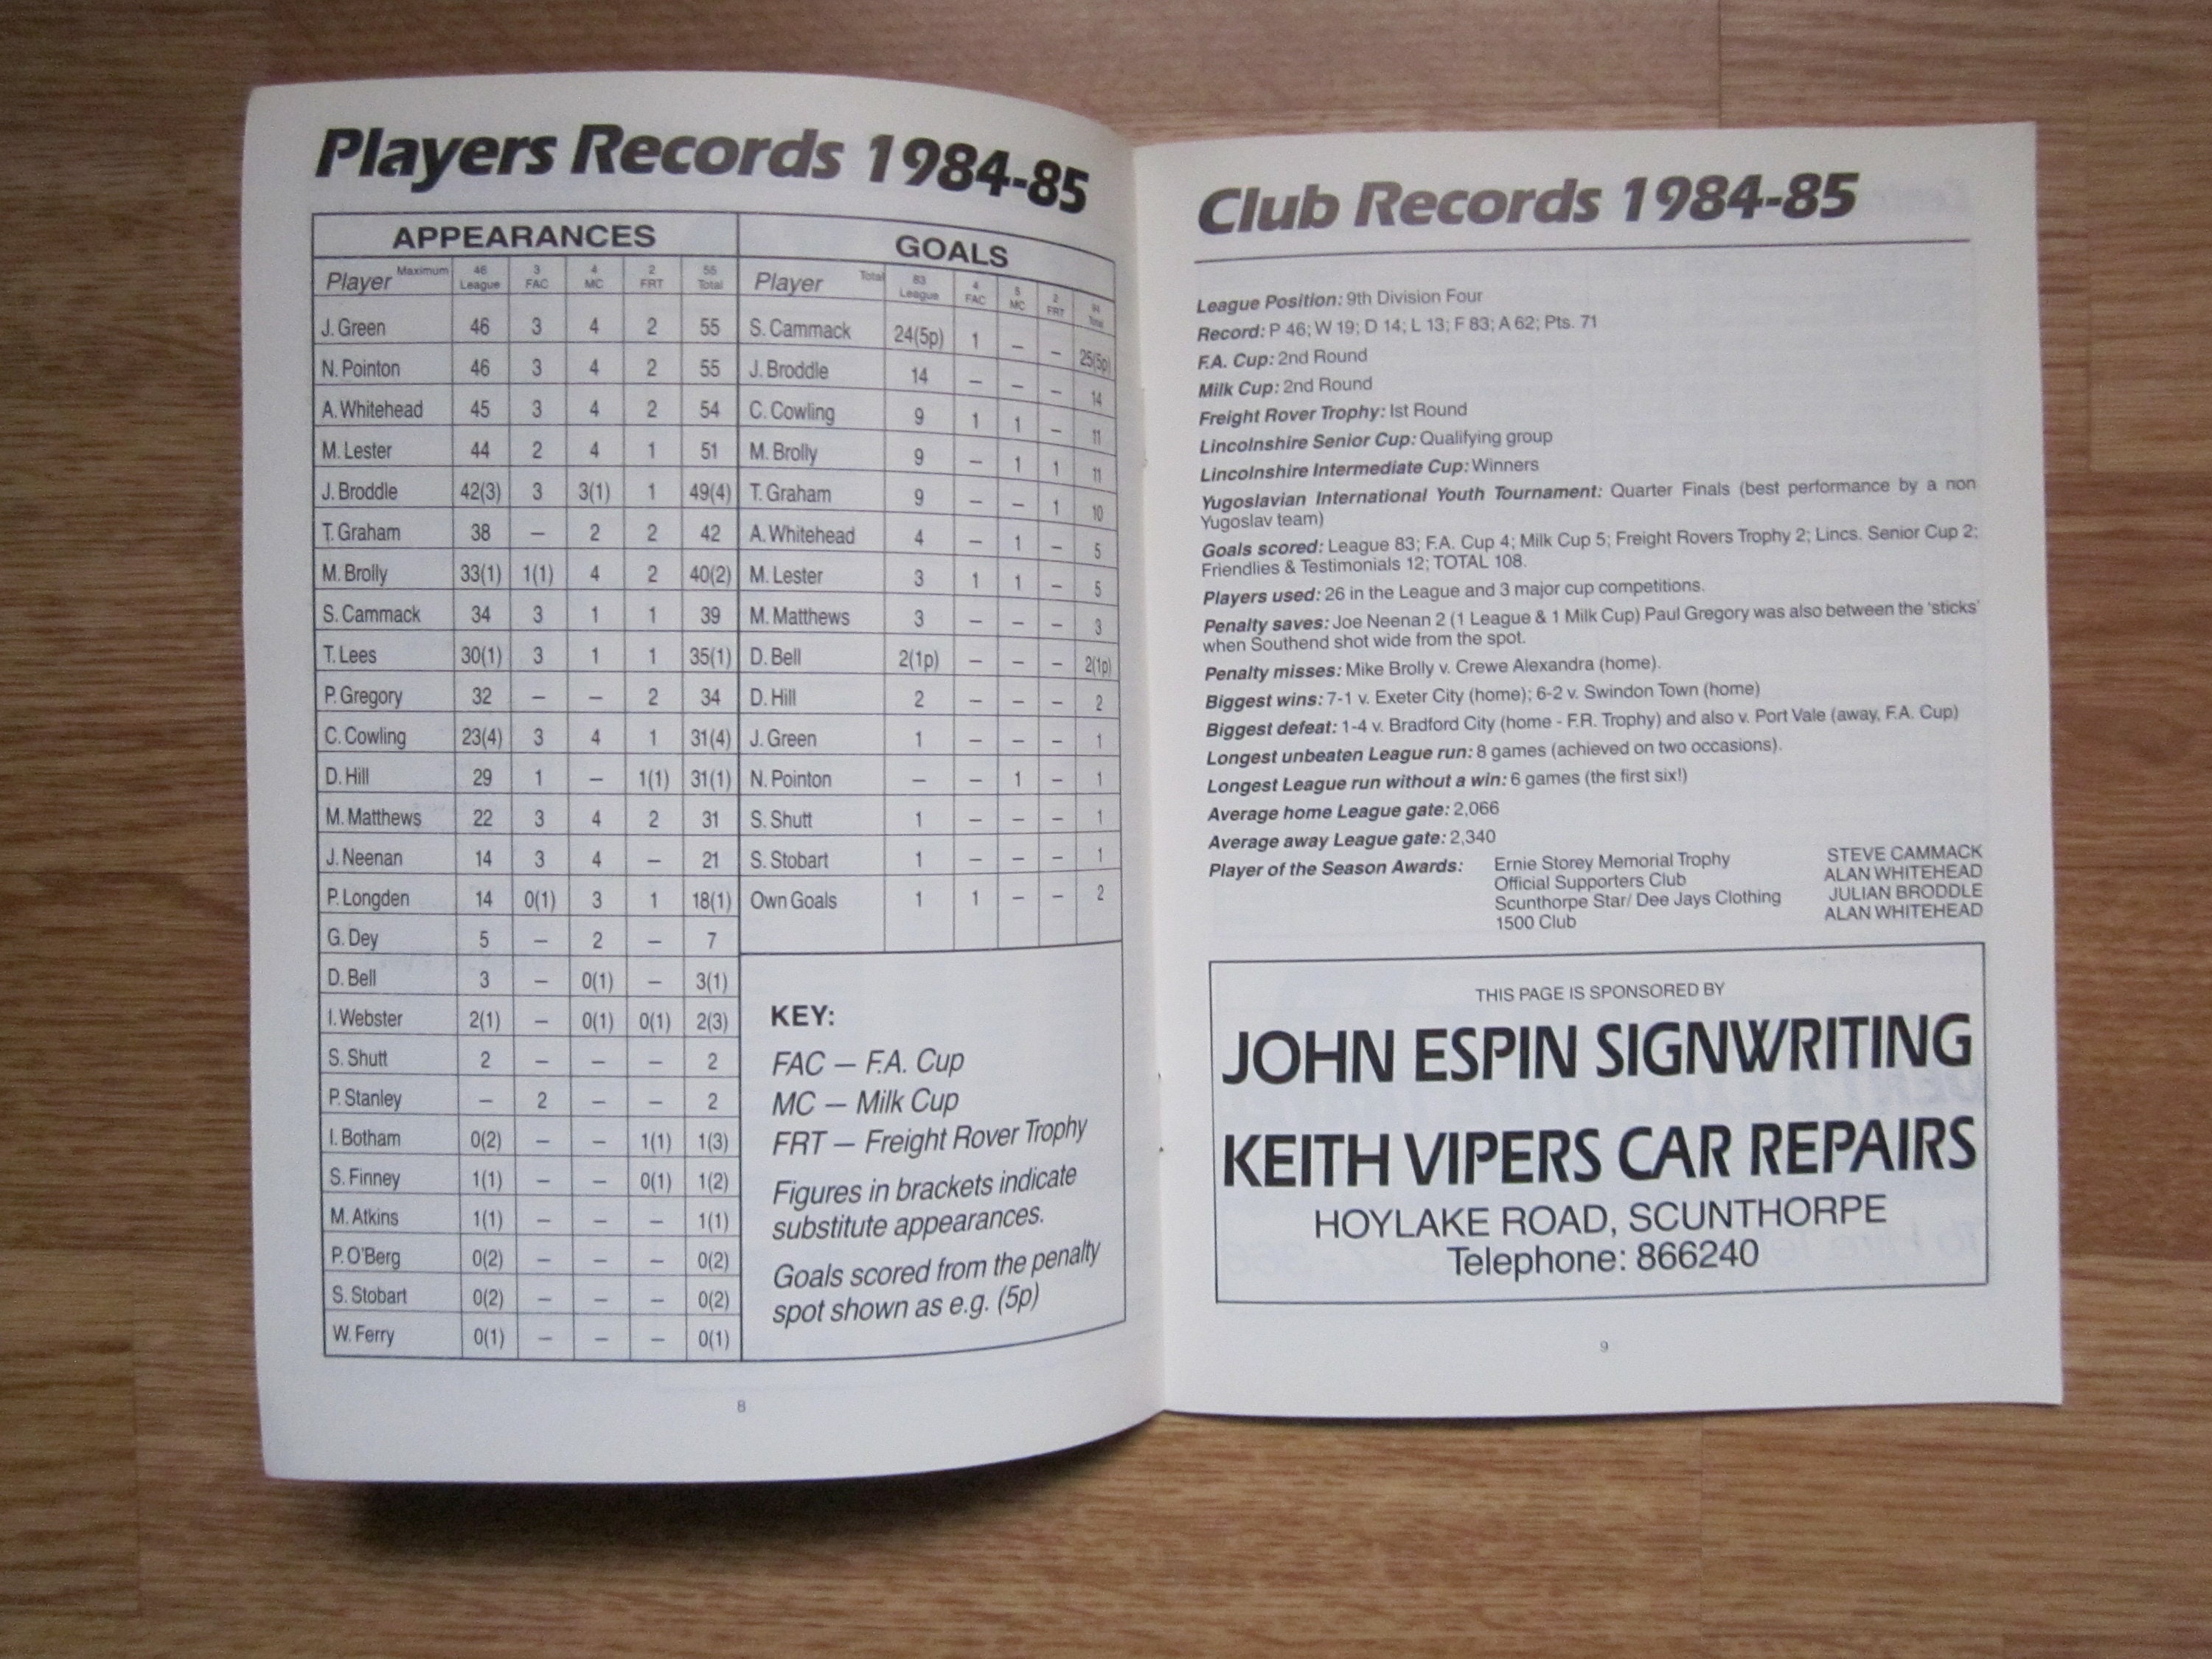 Players Records 1984-85
APPEARANCES
Player Maximum 46 League 3 FAC 4 MC 2 FRT 55 Total
J. Green 46 3 4 2 55
N. Pointon 46 3 4 2 55
A. Whitehead 45 3 4 2 54
M. Lester 44 2 4 1 51
J. Broddle 42(3) 3 3(1) 1 49(4)
T. Graham 38 – 2 2 42
M. Brolly 33(1) 1(1) 4 2 40(2)
S. Cammack 34 3 1 1 39
T. Lees 30(1) 3 1 1 35(1)
P. Gregory 32 – – 2 34
C. Cowling 23(4) 3 4 1 31(4)
D. Hill 29 1 – 1(1) 31(1)
M. Matthews 22 3 4 2 31
J. Neenan 14 3 4 – 21
P. Longden 14 0(1) 3 1 18(1)
G. Dey 5 – 2 – 7
D. Bell 3 – 0(1) – 3(1)
I. Webster 2(1) – 0(1) 0(1) 2(3)
S. Shutt 2 – – – 2
P. Stanley – 2 – – 2
I. Botham 0(2) – – 1(1) 1(3)
S. Finney 1(1) – – 0(1) 1(2)
M. Atkins 1(1) – – – 1(1)
P. O'Berg 0(2) – – – 0(2)
S. Stobart 0(2) – – – 0(2)
W. Ferry 0(1) – – – 0(1)
GOALS
Player Total 83 League 4 FAC 5 MC 2 FRT 94 Total
S. Cammack 24(5p) 1 – – 25(5p)
J. Broddle 14 – – – 14
C. Cowling 9 1 1 – 11
M. Brolly 9 – 1 1 11
T. Graham 9 – – 1 10
A. Whitehead 4 – 1 – 5
M. Lester 3 1 1 – 5
M. Matthews 3 – – – 3
D. Bell 2(1p) – – – 2(1p)
D. Hill 2 – – – 2
J. Green 1 – – – 1
N. Pointon – – 1 – 1
S. Shutt 1 – – – 1
S. Stobart 1 – – – 1
Own Goals 1 1 – – 2
KEY:
FAC – F.A. Cup
MC – Milk Cup
FRT – Freight Rover Trophy
Figures in brackets indicate
substitute appearances.
Goals scored from the penalty
spot shown as e.g. (5p)
8
Club Records 1984-85
League Position: 9th Division Four
Record: P 46; W 19; D 14; L 13; F 83; A 62; Pts. 71
F.A. Cup: 2nd Round
Milk Cup: 2nd Round
Freight Rover Trophy: Ist Round
Lincolnshire Senior Cup: Qualifying group
Lincolnshire Intermediate Cup: Winners
Yugoslavian International Youth Tournament: Quarter Finals (best performance by a non
Yugoslav team)
Goals scored: League 83; F.A. Cup 4; Milk Cup 5; Freight Rovers Trophy 2; Lincs. Senior Cup 2;
Friendlies & Testimonials 12; TOTAL 108.
Players used: 26 in the League and 3 major cup competitions.
Penalty saves: Joe Neenan 2 (1 League & 1 Milk Cup) Paul Gregory was also between the 'sticks'
when Southend shot wide from the spot.
Penalty misses: Mike Brolly v. Crewe Alexandra (home).
Biggest wins: 7-1 v. Exeter City (home); 6-2 v. Swindon Town (home)
Biggest defeat: 1-4 v. Bradford City (home - F.R. Trophy) and also v. Port Vale (away, F.A. Cup)
Longest unbeaten League run: 8 games (achieved on two occasions).
Longest League run without a win: 6 games (the first six!)
Average home League gate: 2,066
Average away League gate: 2,340
Player of the Season Awards: Ernie Storey Memorial Trophy STEVE CAMMACK
Official Supporters Club ALAN WHITEHEAD
Scunthorpe Star/ Dee Jays Clothing JULIAN BRODDLE
1500 Club ALAN WHITEHEAD
THIS PAGE IS SPONSORED BY
JOHN ESPIN SIGNWRITING
KEITH VIPERS CAR REPAIRS
HOYLAKE ROAD, SCUNTHORPE
Telephone: 866240
9